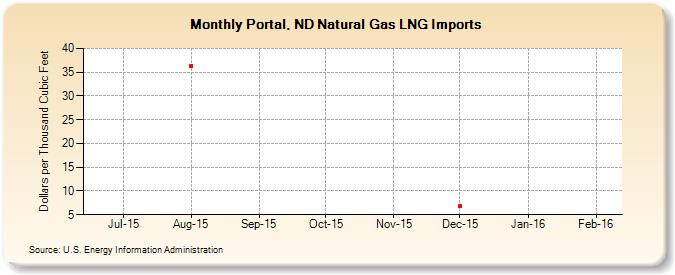 Monthly Portal, ND Natural Gas LNG Imports
Dollars per Thousand Cubic Feet
40
35
30
25
20
15
10
5
Jul-15 Aug-15 Sep-15 Oct-15 Nov-15 Dec-15 Jan-16 Feb-16
Source: U.S. Energy Information Administration